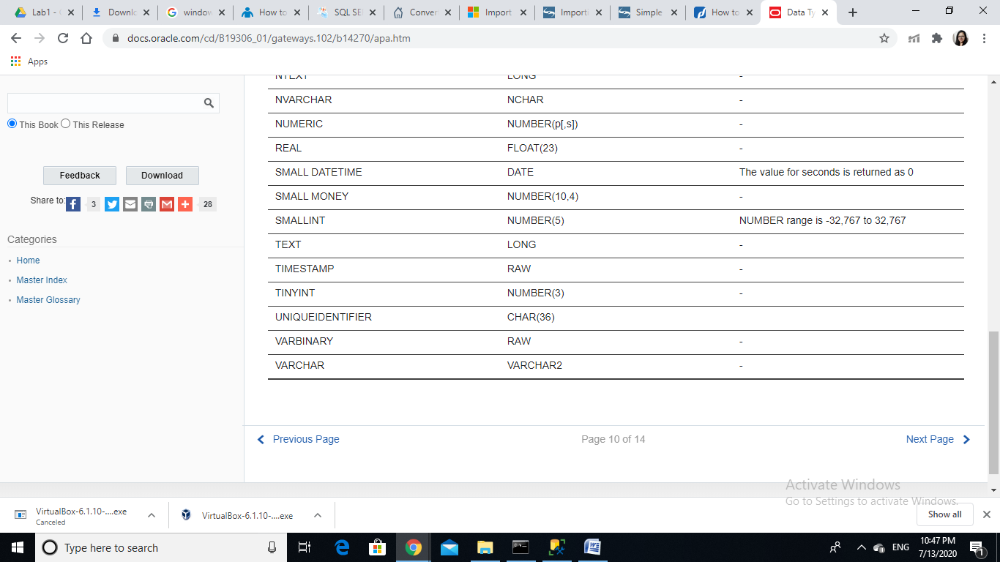 Lab1 -
Downlo
window
How to
SQL SE
Conver
Import
Importi
Simple
How to
Data Ty
docs.oracle.com/cd/B19306_01/gateways.102/b14270/apa.htm
Apps
NTEXT LONG -
NVARCHAR NCHAR -
NUMERIC NUMBER(p[,s]) -
REAL FLOAT(23) -
SMALL DATETIME DATE The value for seconds is returned as 0
SMALL MONEY NUMBER(10,4) -
SMALLINT NUMBER(5) NUMBER range is -32,767 to 32,767
TEXT LONG -
TIMESTAMP RAW -
TINYINT NUMBER(3) -
UNIQUEIDENTIFIER CHAR(36)
VARBINARY RAW -
VARCHAR VARCHAR2 -
This Book This Release
Feedback Download
Share to: 3 28
Categories
Home
Master Index
Master Glossary
Previous Page Page 10 of 14 Next Page
Activate Windows
Go to Settings to activate Windows.
VirtualBox-6.1.10-....exe
Canceled
VirtualBox-6.1.10-....exe
Show all
Type here to search
ENG
10:47 PM
7/13/2020
1